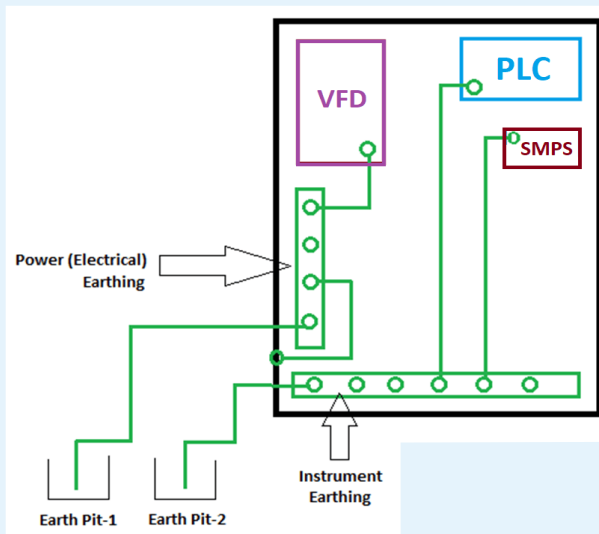 VFD
PLC
SMPS
Power (Electrical)
Earthing
Instrument
Earthing
Earth Pit-1
Earth Pit-2